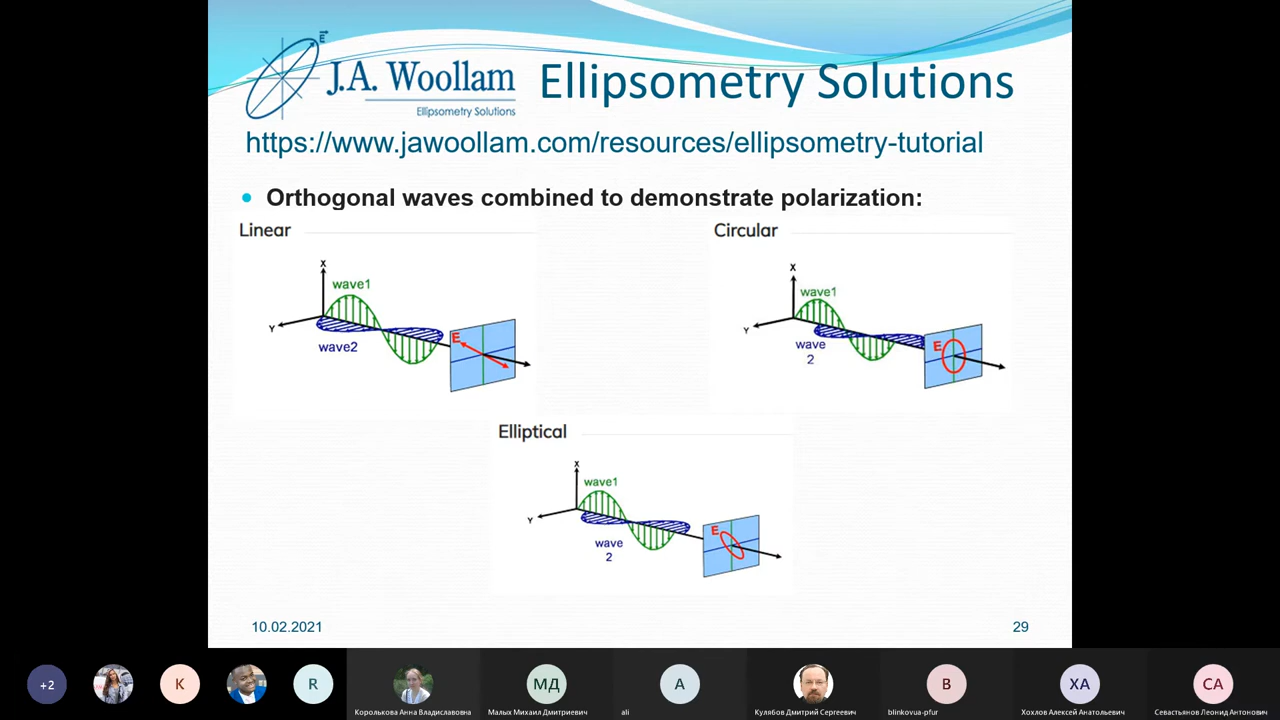 E
J.A. Woollam
Ellipsometry Solutions
Ellipsometry Solutions
https://www.jawoollam.com/resources/ellipsometry-tutorial
Orthogonal waves combined to demonstrate polarization:
Linear
X
wave1
Y
E
wave2
Circular
X
wave1
Y
E
wave
2
Elliptical
X
wave1
Y
E
wave
2
10.02.2021
29
+2
K
R
МД
A
B
ХА
СА
Королькова Анна Владиславовна
Малых Михаил Дмитриевич
ali
Кулябов Дмитрий Сергеевич
blinkovua-pfur
Хохлов Алексей Анатольевич
Севастьянов Леонид Антонович